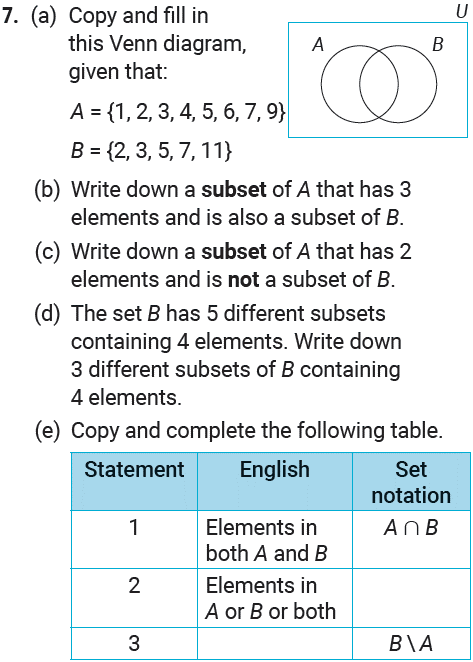 7. (a) Copy and fill in
this Venn diagram,
given that:
A = {1, 2, 3, 4, 5, 6, 7, 9}
B = {2, 3, 5, 7, 11}
U
A B
(b) Write down a subset of A that has 3
elements and is also a subset of B.
(c) Write down a subset of A that has 2
elements and is not a subset of B.
(d) The set B has 5 different subsets
containing 4 elements. Write down
3 different subsets of B containing
4 elements.
(e) Copy and complete the following table.
Statement English Set
notation
1 Elements in A ∩ B
both A and B
2 Elements in
A or B or both
3 B \ A